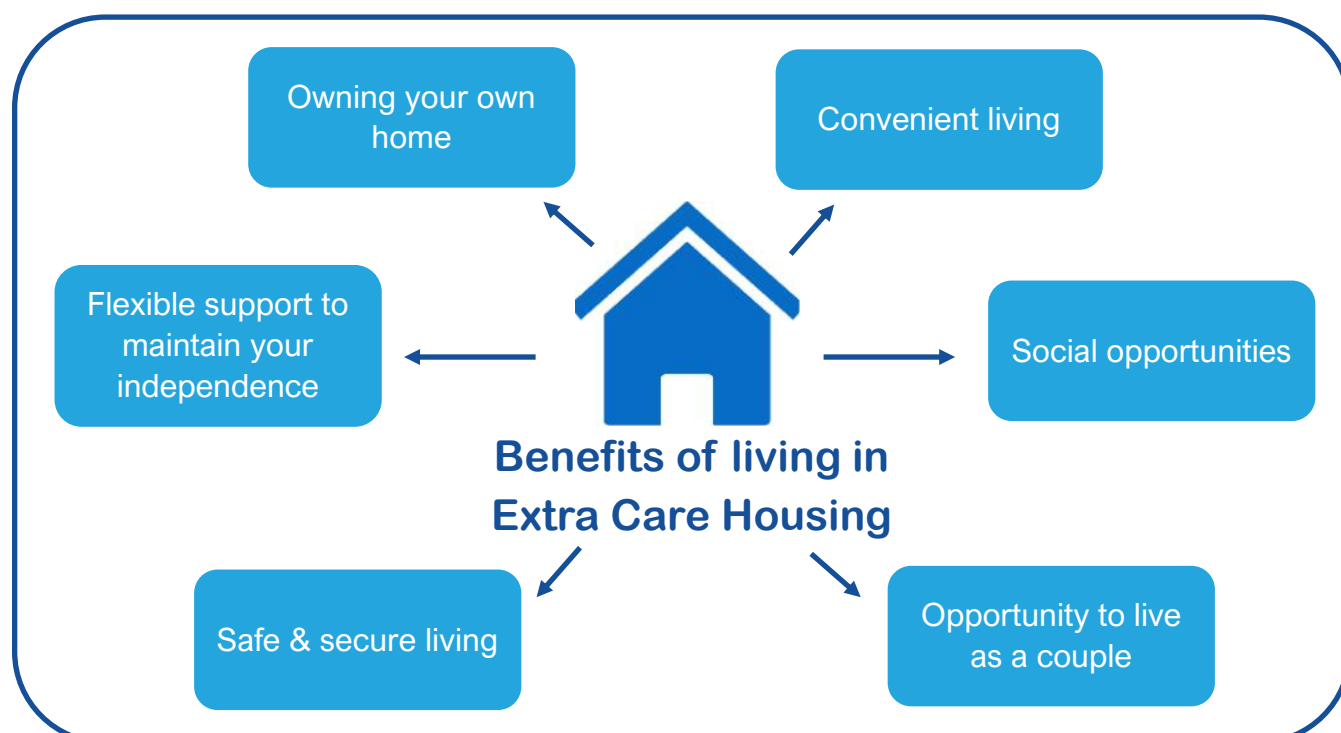 Owning your own
home
Convenient living
Flexible support to
maintain your
independence
Social opportunities
Benefits of living in
Extra Care Housing
Safe & secure living
Opportunity to live
as a couple